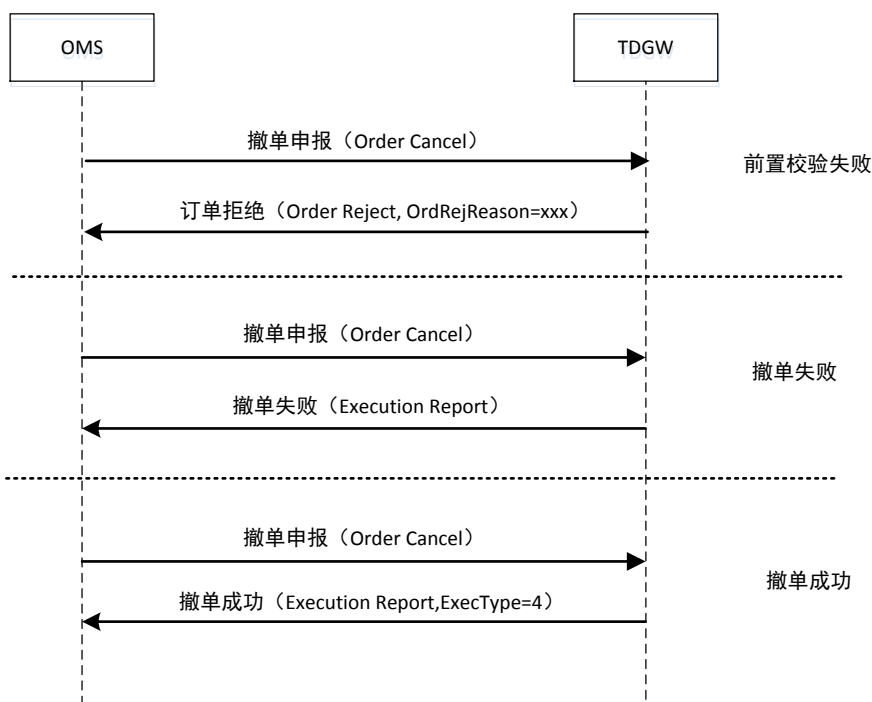 OMS
TDGW
撤单申报（Order Cancel）
前置校验失败
订单拒绝（Order Reject, OrdRejReason=xxx）
撤单申报（Order Cancel）
撤单失败
撤单失败（Execution Report）
撤单申报（Order Cancel）
撤单成功
撤单成功（Execution Report,ExecType=4）